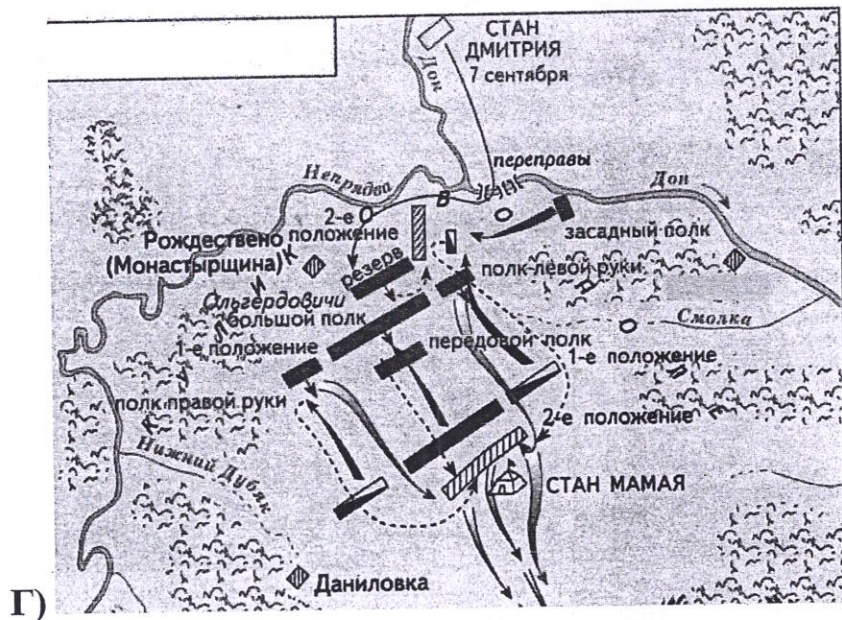 СТАН
ДМИТРИЯ
7 сентября
Дон
Непрядва
переправы
Дон
В
О
2-е
положение
засадный полк
Рождествено
(Монастырщина)
К
И
резерв
полк левой руки
Ольгердовичи
большой полк
Смолка
1-е положение
передовой полк
1-е положение
полк правой руки
2-е положение
Нижний Дубяк
СТАН МАМАЯ
Даниловка
Г)